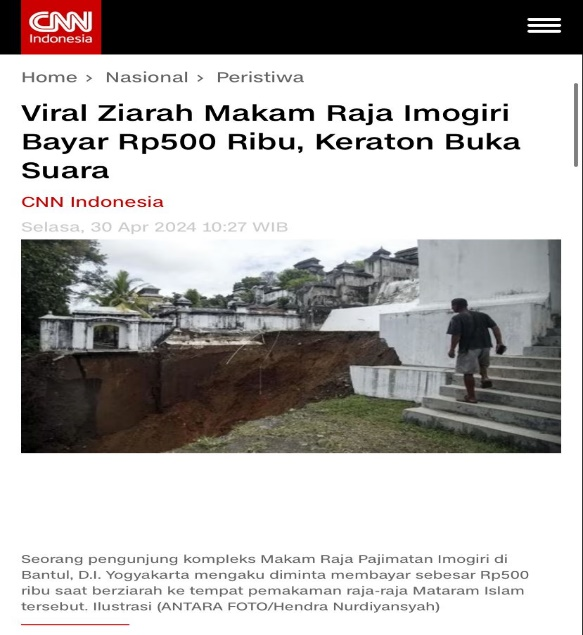 CNN
Indonesia
Home > Nasional > Peristiwa
Viral Ziarah Makam Raja Imogiri
Bayar Rp500 Ribu, Keraton Buka
Suara
CNN Indonesia
Selasa, 30 Apr 2024 10:27 WIB
Seorang pengunjung kompleks Makam Raja Pajimatan Imogiri di
Bantul, D.I. Yogyakarta mengaku diminta membayar sebesar Rp500
ribu saat berziarah ke tempat pemakaman raja-raja Mataram Islam
tersebut. Ilustrasi (ANTARA FOTO/Hendra Nurdiyansyah)